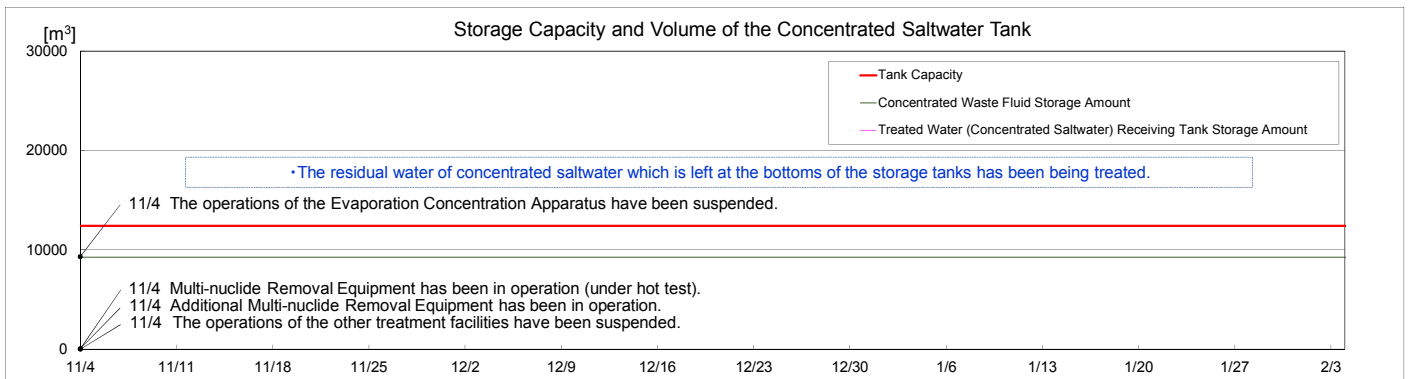 Storage Capacity and Volume of the Concentrated Saltwater Tank
[m³]
30000
Tank Capacity
Concentrated Waste Fluid Storage Amount
Treated Water (Concentrated Saltwater) Receiving Tank Storage Amount
20000
・The residual water of concentrated saltwater which is left at the bottoms of the storage tanks has been being treated.
11/4 The operations of the Evaporation Concentration Apparatus have been suspended.
10000
11/4 Multi-nuclide Removal Equipment has been in operation (under hot test).
11/4 Additional Multi-nuclide Removal Equipment has been in operation.
11/4 The operations of the other treatment facilities have been suspended.
0
11/4 11/11 11/18 11/25 12/2 12/9 12/16 12/23 12/30 1/6 1/13 1/20 1/27 2/3